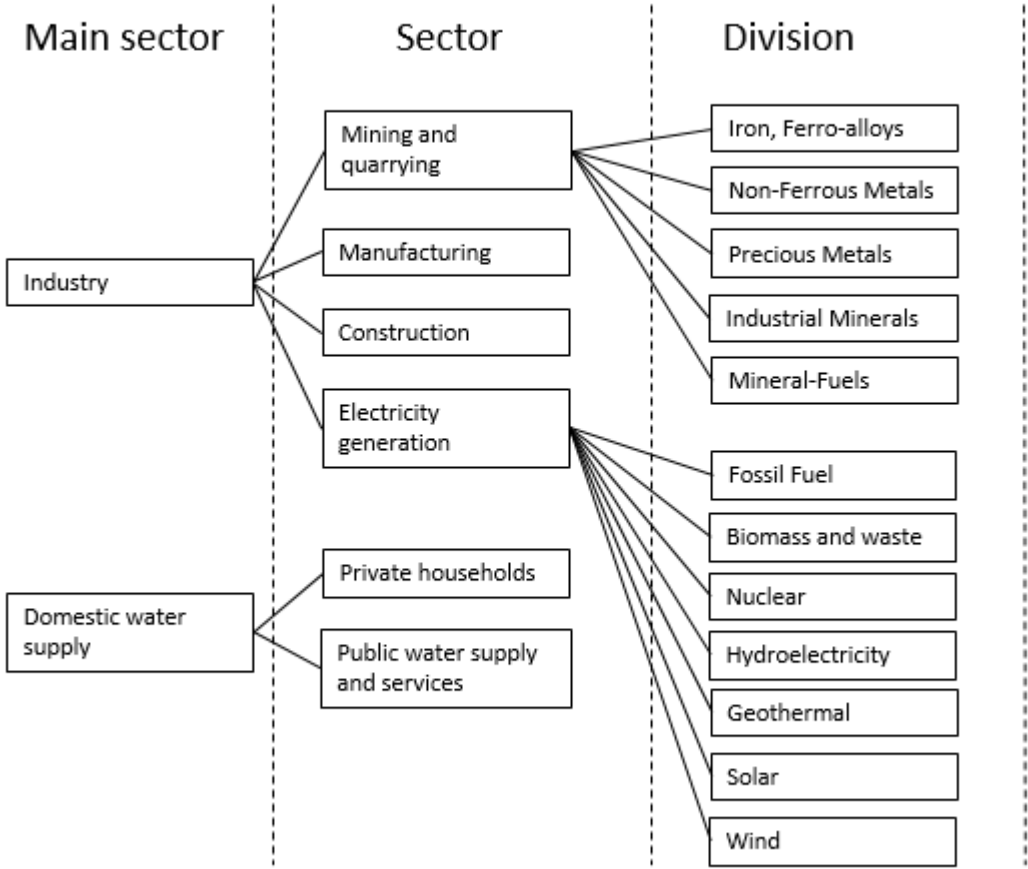 Main sector
Sector
Division
Industry
Domestic water
supply
Mining and
quarrying
Manufacturing
Construction
Electricity
generation
Private households
Public water supply
and services
Iron, Ferro-alloys
Non-Ferrous Metals
Precious Metals
Industrial Minerals
Mineral-Fuels
Fossil Fuel
Biomass and waste
Nuclear
Hydroelectricity
Geothermal
Solar
Wind